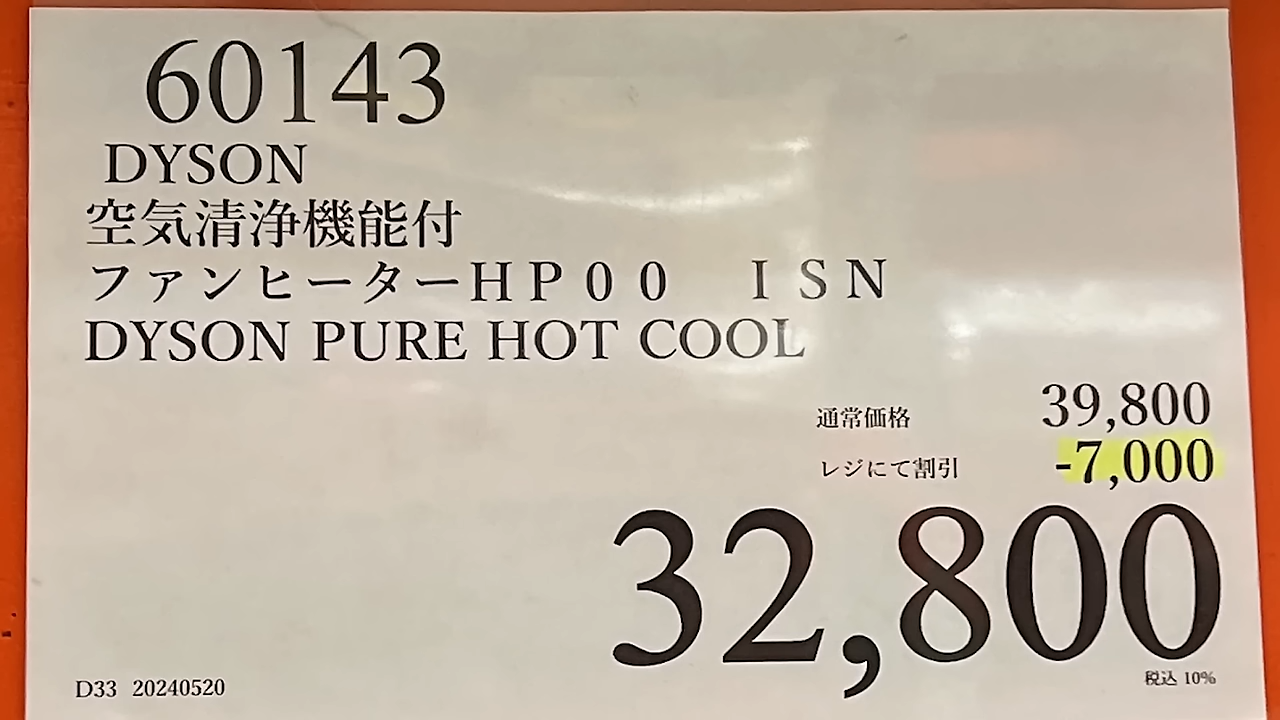 60143
DYSON
空気清浄機能付
ファンヒーターHP00　ISN
DYSON PURE HOT COOL
通常価格 39,800
レジにて割引 -7,000
32,800
税込 10%
D33 20240520